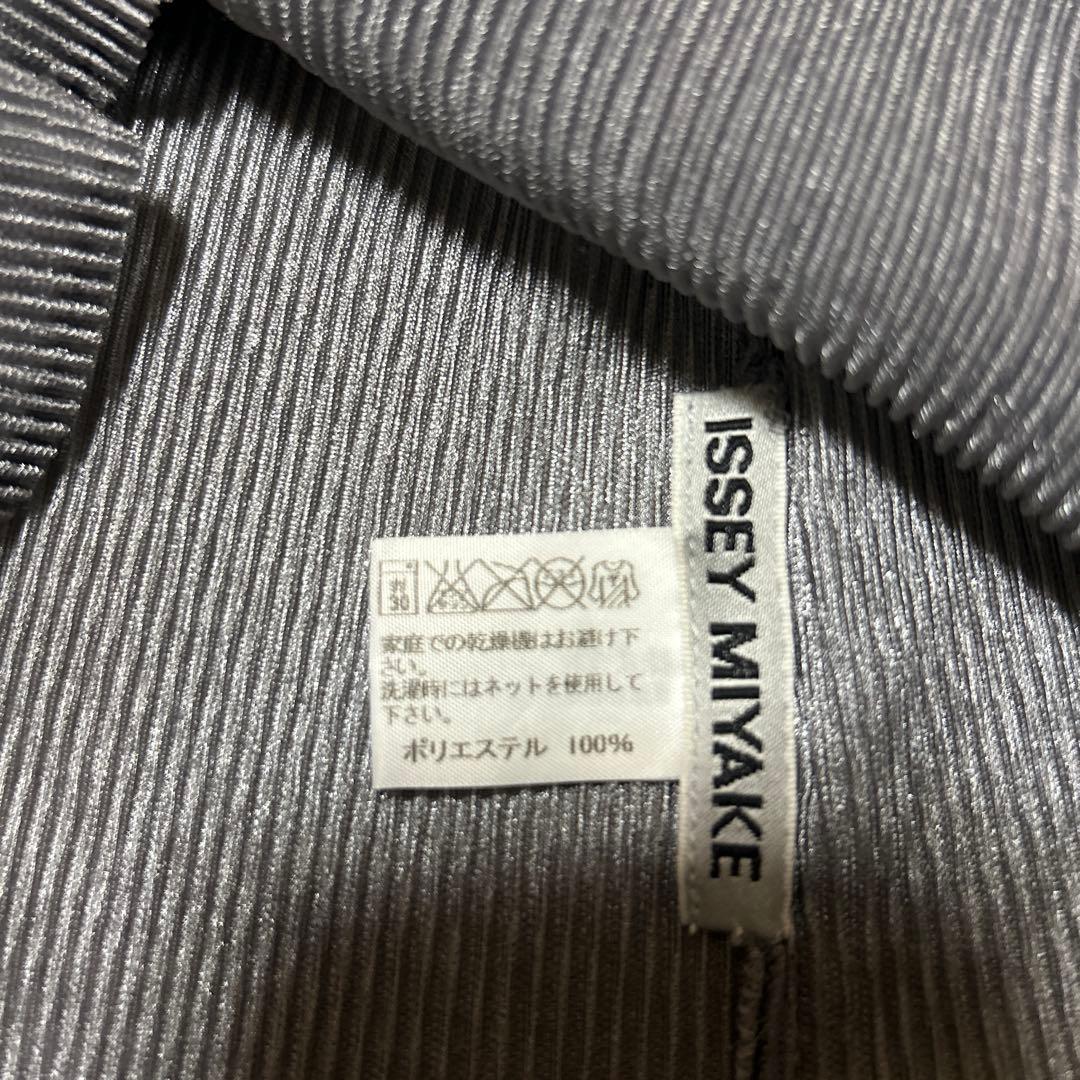 ISSEY MIYAKE
30
家庭での乾燥機はお避け下
さい。
洗濯時にはネットを使用して
下さい。
ポリエステル 100%